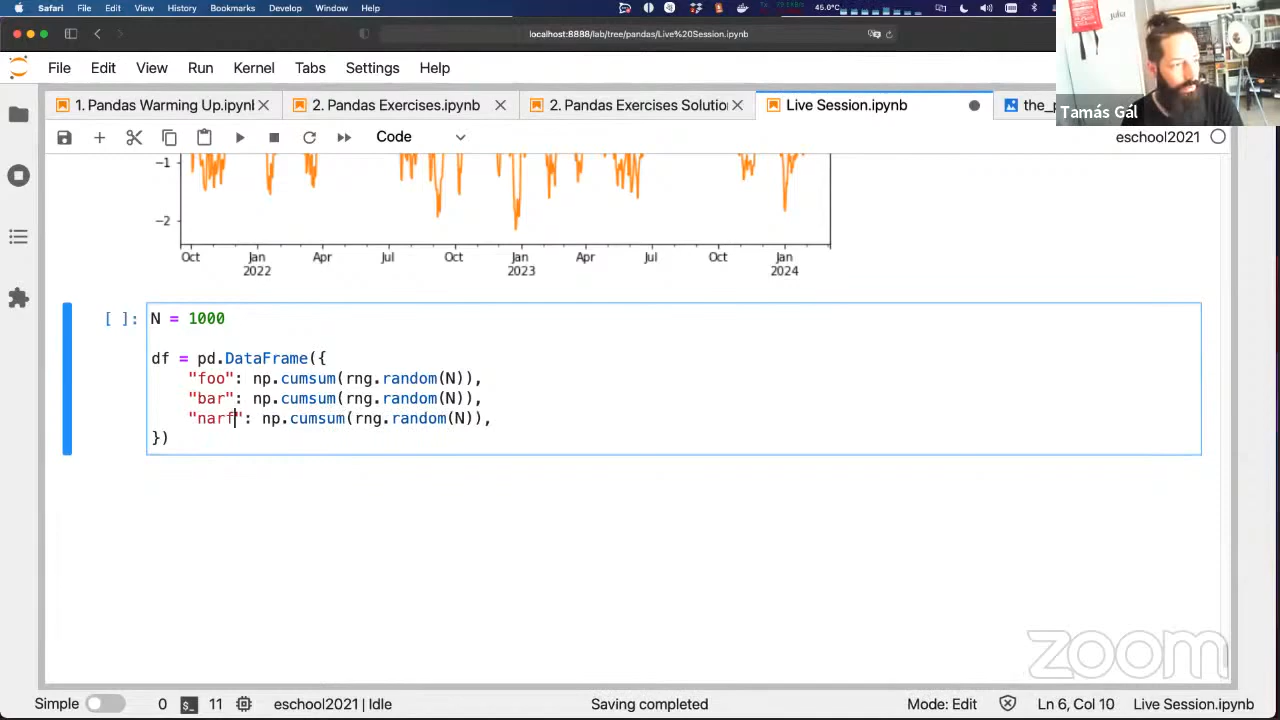 Safari File Edit View History Bookmarks Develop Window Help 45.0°C
localhost:8888/lab/tree/pandas/Live%20Session.ipynb
julia
File Edit View Run Kernel Tabs Settings Help
1. Pandas Warming Up.ipynl 2. Pandas Exercises.ipynb 2. Pandas Exercises Solutio Live Session.ipynb the_p
Tamás Gál
Code eschool2021
−1
−2
Oct Jan Apr Jul Oct Jan Apr Jul Oct Jan
2022 2023 2024
[ ]: N = 1000
df = pd.DataFrame({
"foo": np.cumsum(rng.random(N)),
"bar": np.cumsum(rng.random(N)),
"narf": np.cumsum(rng.random(N)),
})
zoom
Simple 0 $_ 11 eschool2021 | Idle Saving completed Mode: Edit Ln 6, Col 10 Live Session.ipynb